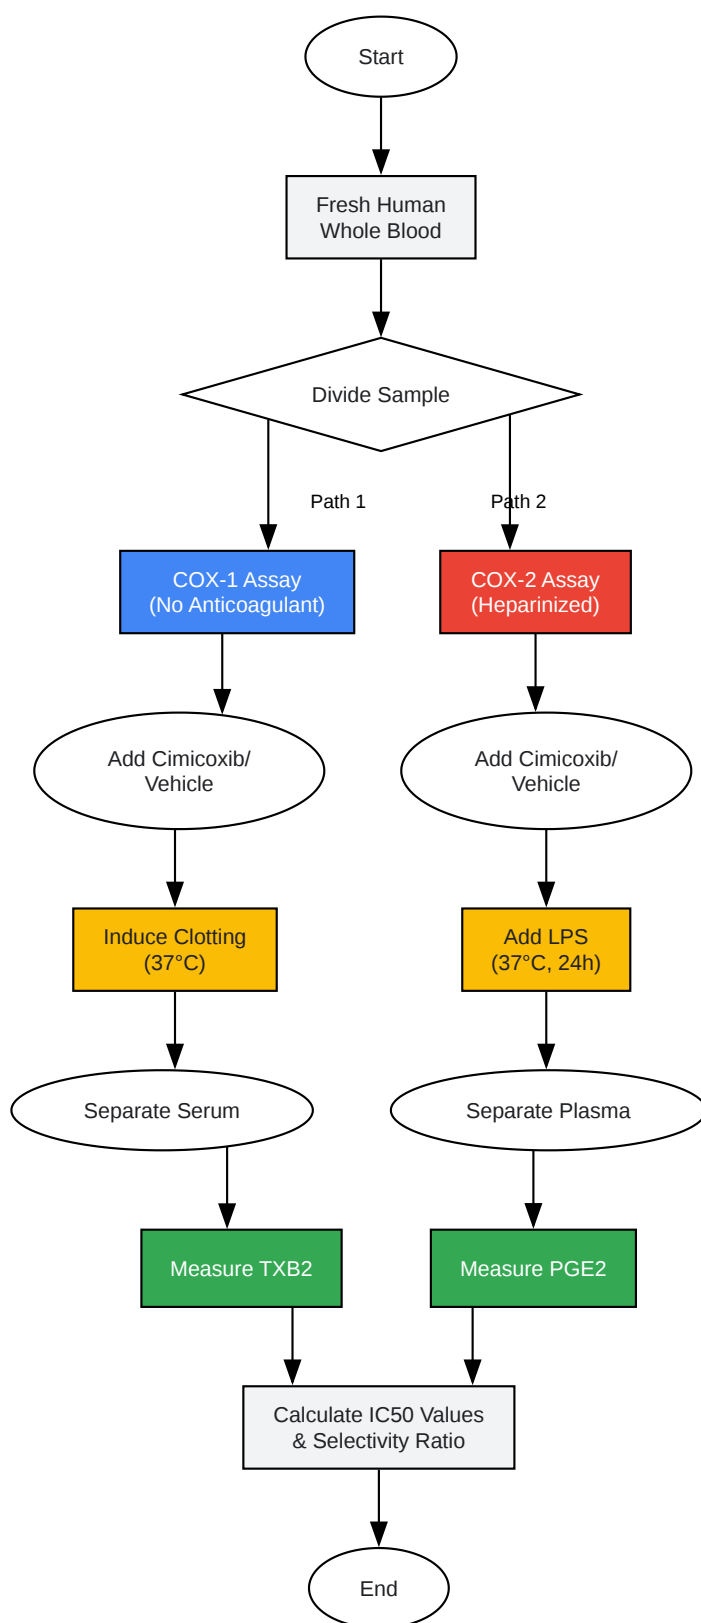 Start
Fresh Human
Whole Blood
Divide Sample
Path 1
Path 2
COX-1 Assay
(No Anticoagulant)
COX-2 Assay
(Heparinized)
Add Cimicoxib/
Vehicle
Add Cimicoxib/
Vehicle
Induce Clotting
(37°C)
Add LPS
(37°C, 24h)
Separate Serum
Separate Plasma
Measure TXB2
Measure PGE2
Calculate IC50 Values
& Selectivity Ratio
End